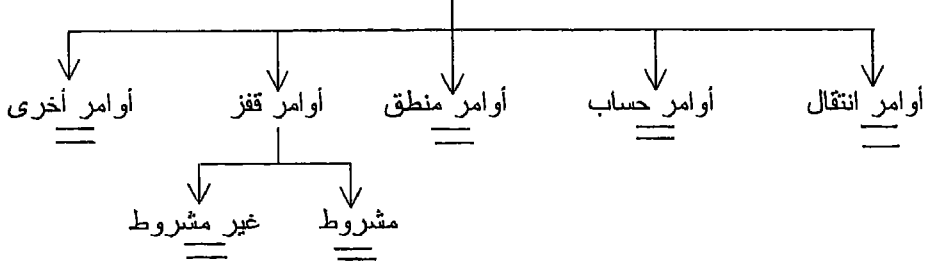 أوامر انتقال أوامر حساب أوامر منطق أوامر قفز أوامر أخرى
مشروط غير مشروط